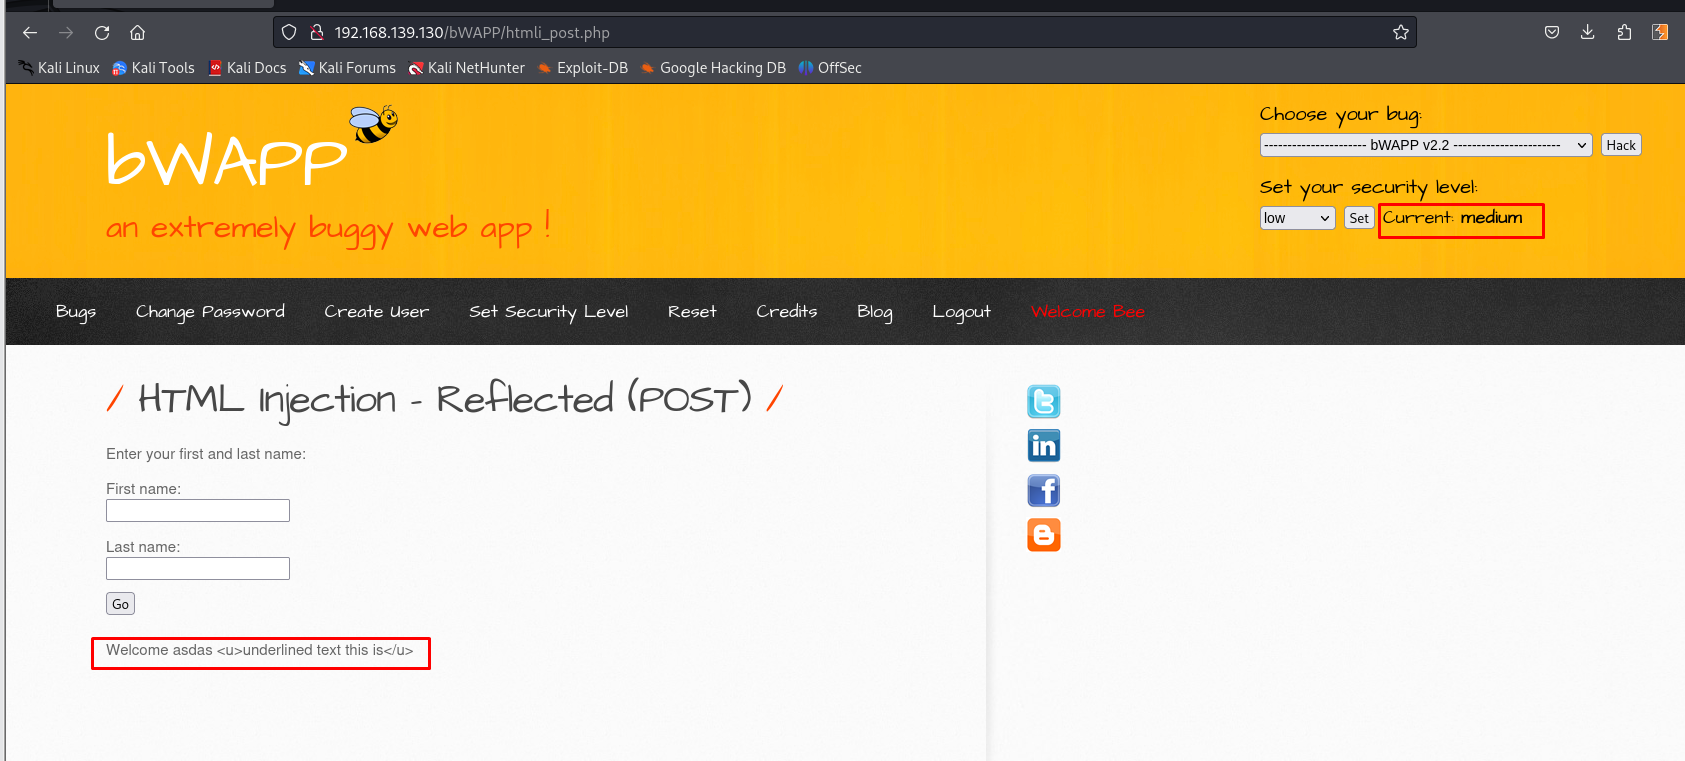 192.168.139.130/bWAPP/htmli_post.php
Kali Linux Kali Tools Kali Docs Kali Forums Kali NetHunter Exploit-DB Google Hacking DB OffSec
bWAPP
an extremely buggy web app !
Choose your bug:
---------------------- bWAPP v2.2 ----------------------- Hack
Set your security level:
low Set Current: medium
Bugs Change Password Create User Set Security Level Reset Credits Blog Logout Welcome Bee
/ HTML Injection - Reflected (POST) /
Enter your first and last name:
First name:
Last name:
Go
Welcome asdas <u>underlined text this is</u>